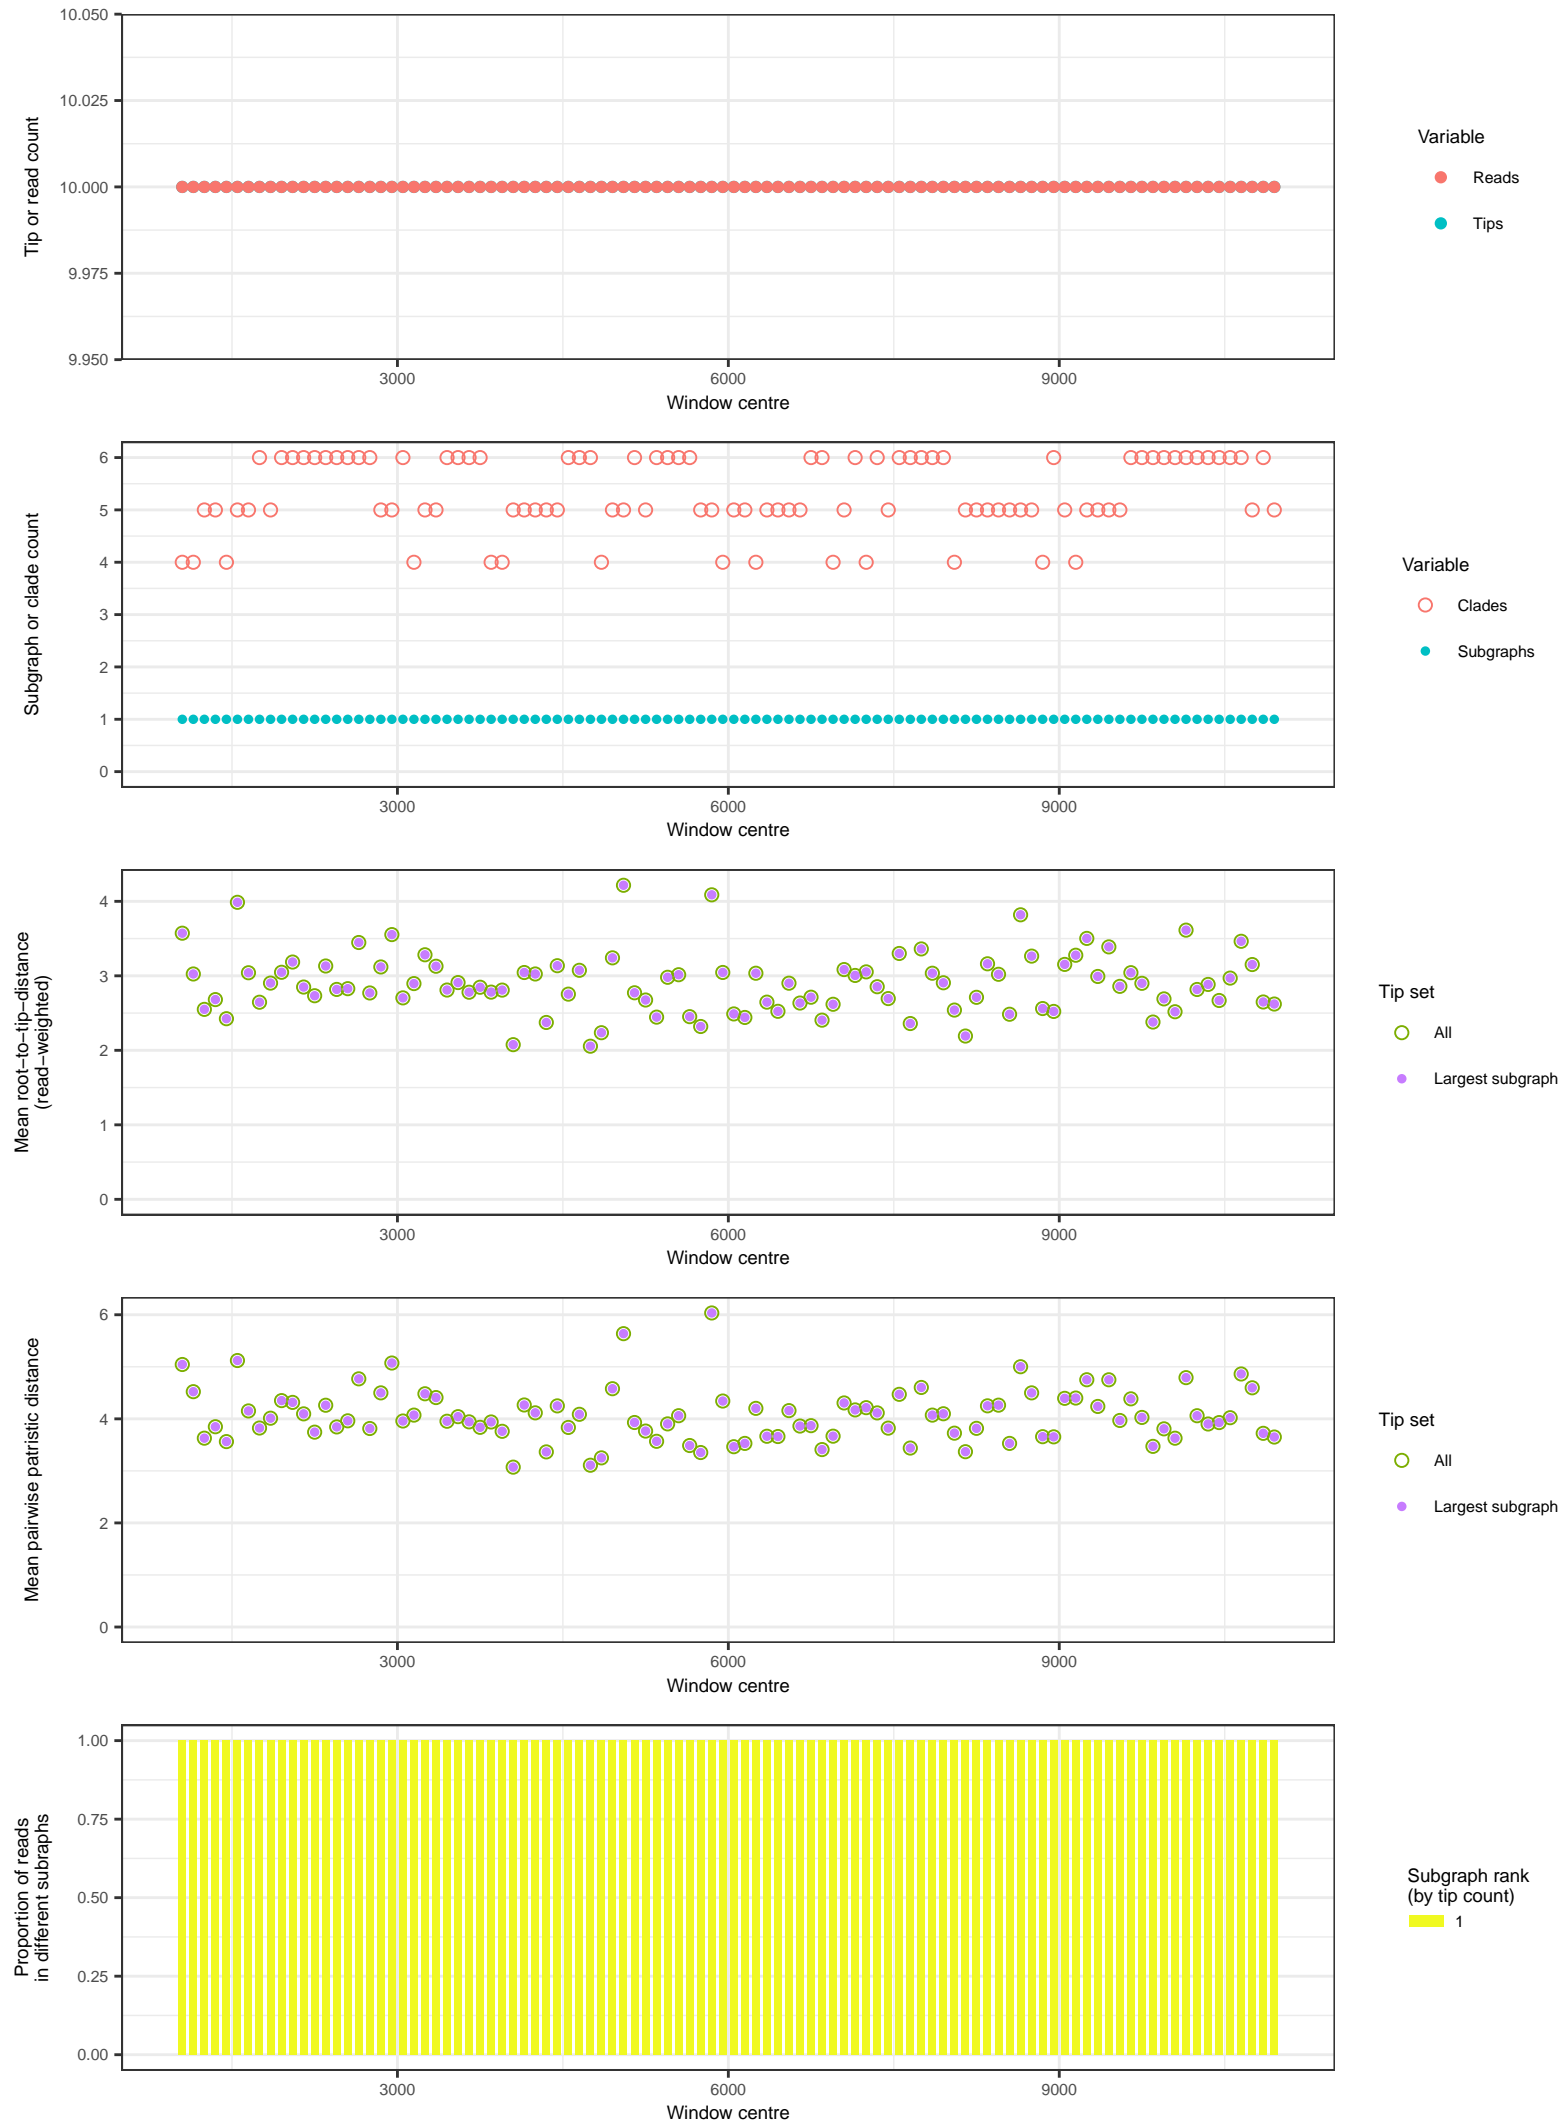 10.050
10.025
10.000
9.975
9.950
Tip or read count
3000 6000 9000
Window centre
Variable
Reads
Tips
6
5
4
3
2
1
0
Subgraph or clade count
3000 6000 9000
Window centre
Variable
Clades
Subgraphs
4
3
2
1
0
Mean root−to−tip−distance
(read−weighted)
3000 6000 9000
Window centre
Tip set
All
Largest subgraph
6
4
2
0
Mean pairwise patristic distance
3000 6000 9000
Window centre
Tip set
All
Largest subgraph
1.00
0.75
0.50
0.25
0.00
Proportion of reads
in different subraphs
3000 6000 9000
Window centre
Subgraph rank
(by tip count)
1